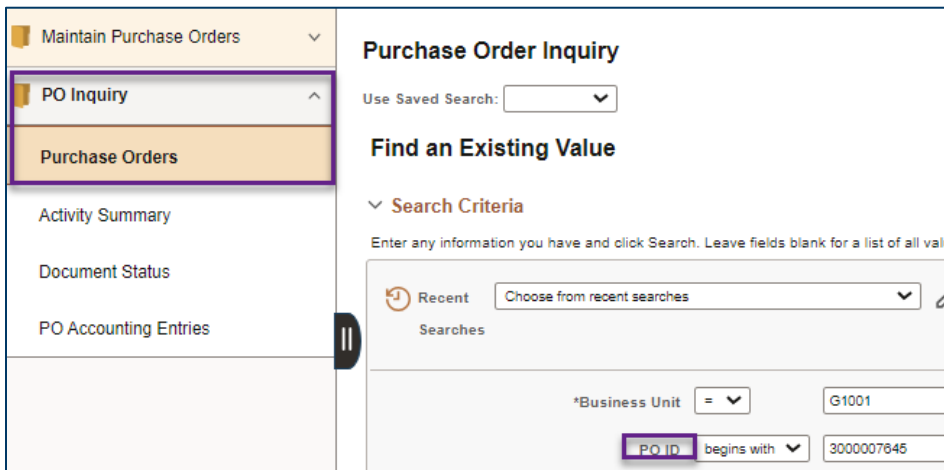 Maintain Purchase Orders
PO Inquiry
Purchase Orders
Activity Summary
Document Status
PO Accounting Entries
Purchase Order Inquiry
Use Saved Search:
Find an Existing Value
Search Criteria
Enter any information you have and click Search. Leave fields blank for a list of all val
Recent Choose from recent searches
Searches
*Business Unit = G1001
PO ID begins with 3000007645